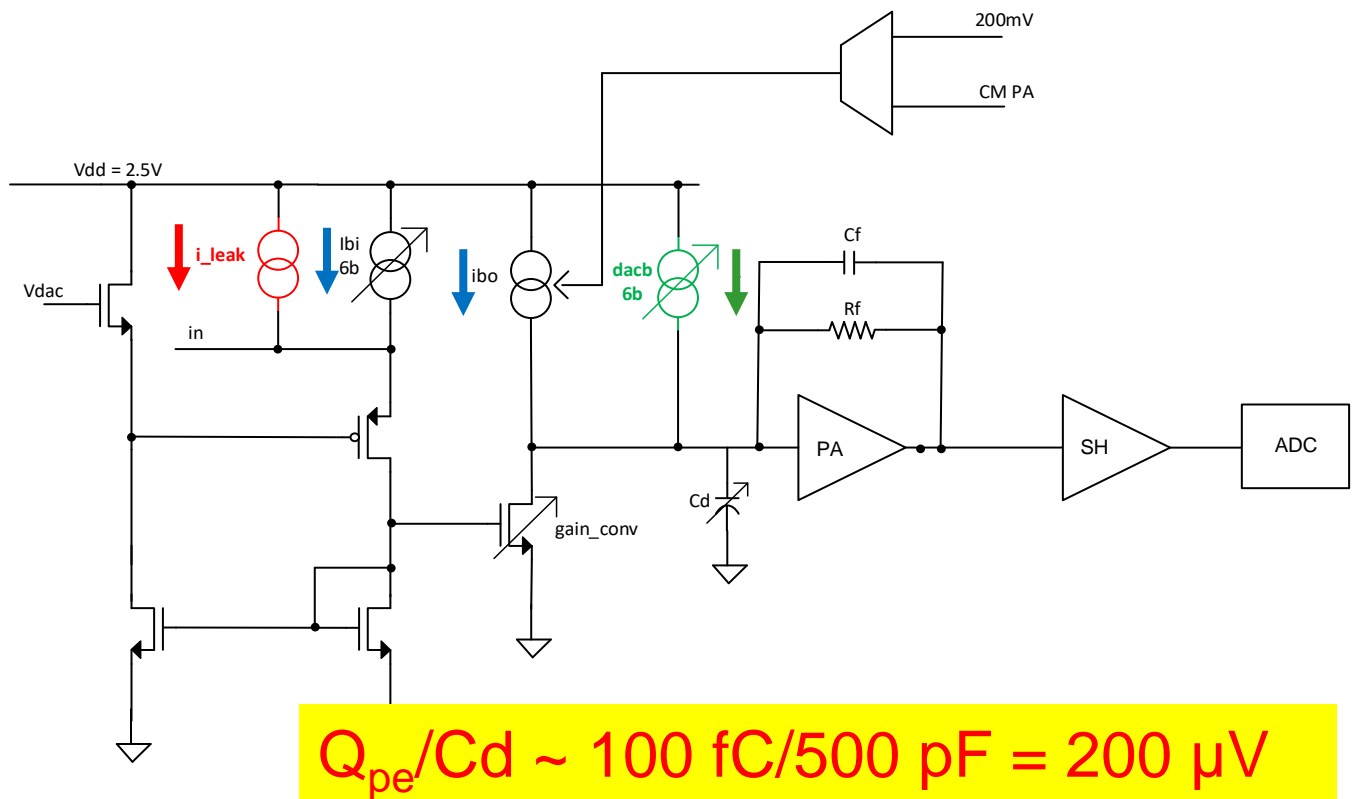 200mV
CM PA
Vdd = 2.5V
i_leak
Ibi
6b
ibo
dacb
6b
Cf
Rf
Vdac
in
PA
SH
ADC
Cd
gain_conv
Qpe/Cd ~ 100 fC/500 pF = 200 µV